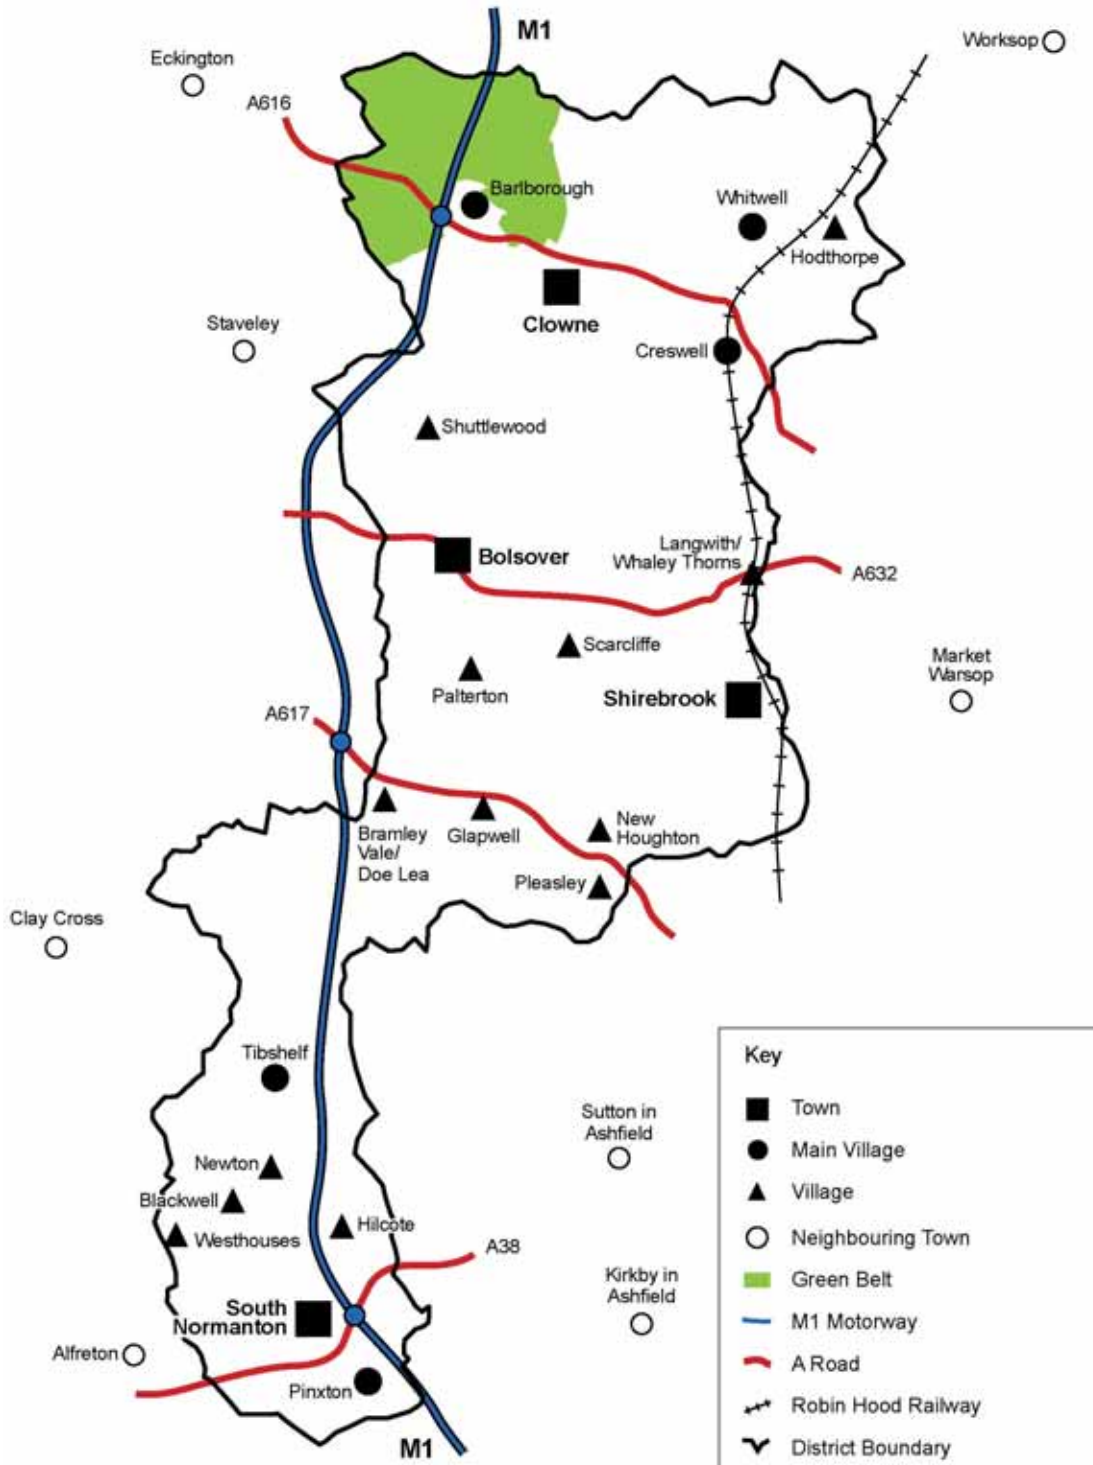 M1
Worksop
Eckington
A616
Barlborough
Whitwell
Hodthorpe
Clowne
Staveley
Creswell
Shuttlewood
Langwith/
Whaley Thorns
Bolsover
A632
Scarcliffe
Market
Warsop
Palterton
Shirebrook
A617
New
Houghton
Bramley
Vale/
Doe Lea
Glapwell
Pleasley
Clay Cross
Tibshelf
Sutton in
Ashfield
Newton
Blackwell
Westhouses
Hilcote
A38
Kirkby in
Ashfield
South
Normanton
Alfreton
Pinxton
M1
Key
Town
Main Village
Village
Neighbouring Town
Green Belt
M1 Motorway
A Road
Robin Hood Railway
District Boundary